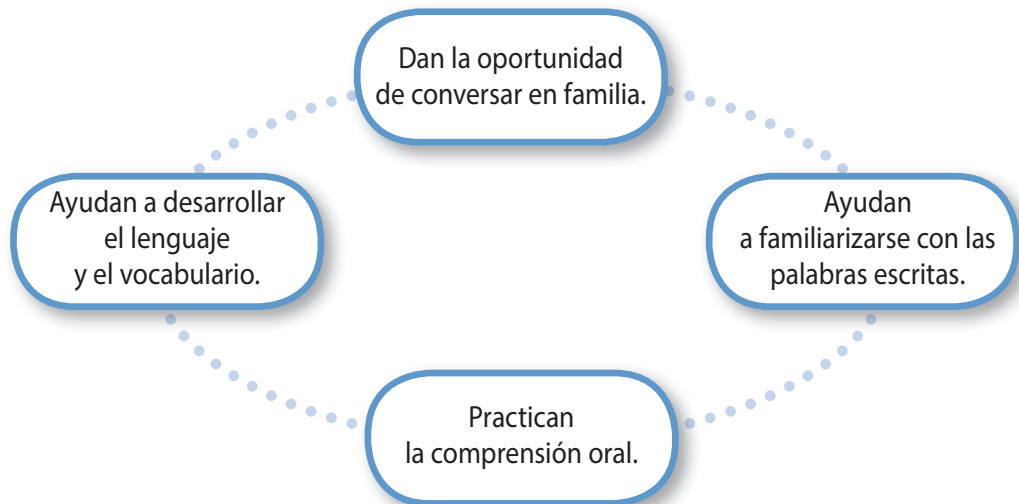 Dan la oportunidad
de conversar en familia.
Ayudan a desarrollar
el lenguaje
y el vocabulario.
Ayudan
a familiarizarse con las
palabras escritas.
Practican
la comprensión oral.